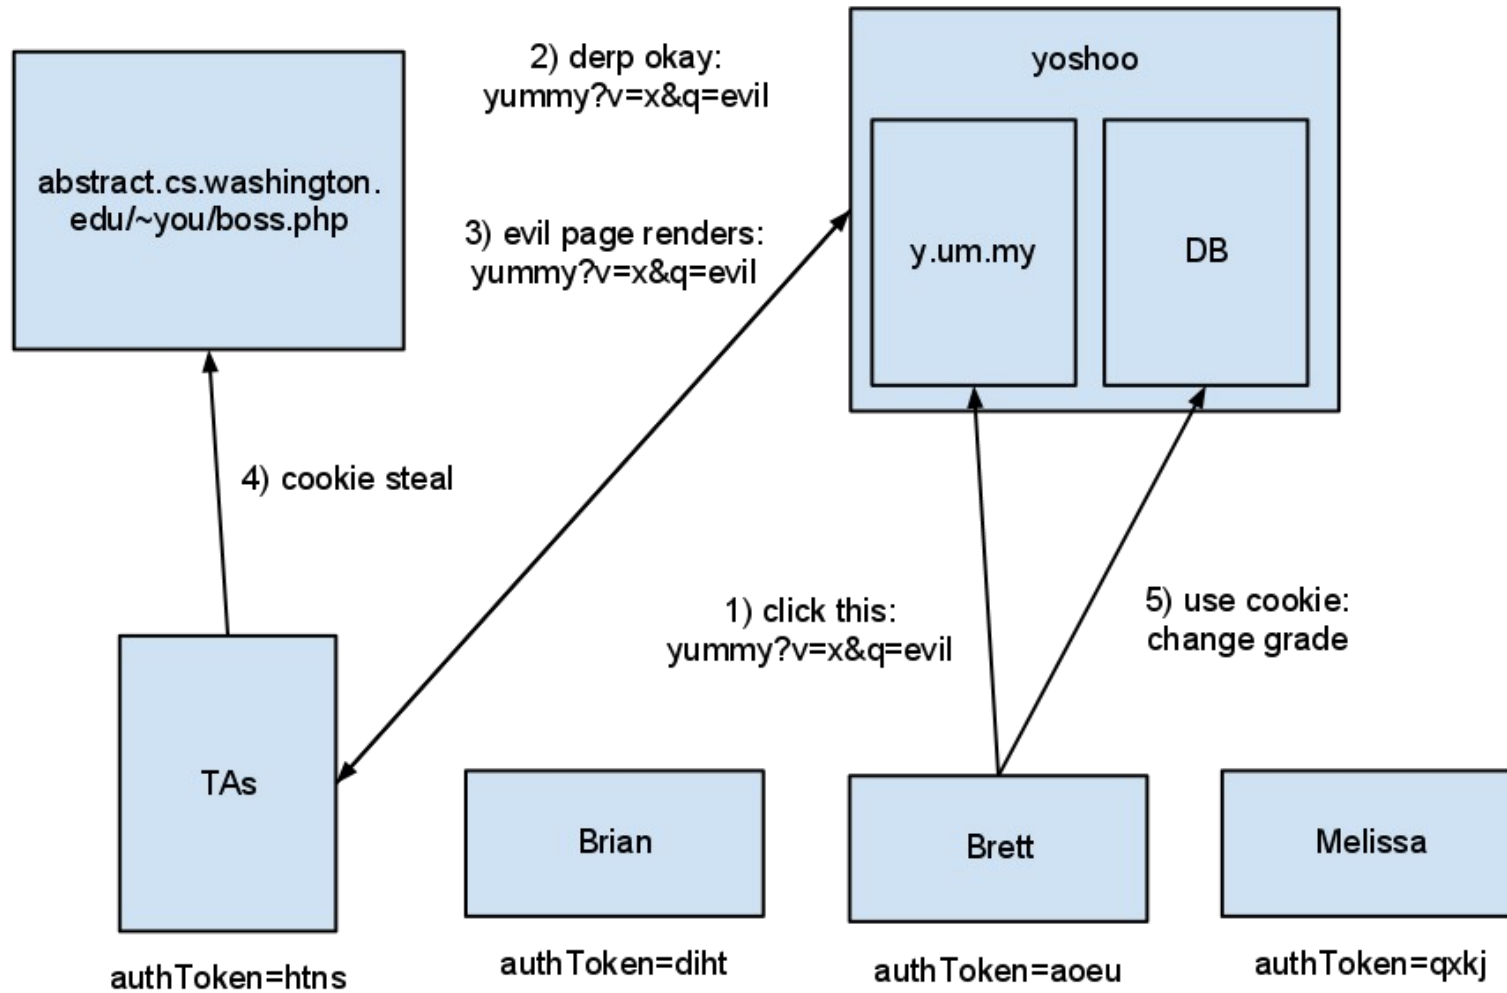 2) derp okay:
yummy?v=x&q=evil
yoshoo
abstract.cs.washington.
edu/~you/boss.php
3) evil page renders:
yummy?v=x&q=evil
y.um.my
DB
4) cookie steal
1) click this:
yummy?v=x&q=evil
5) use cookie:
change grade
TAs
Brian
Brett
Melissa
authToken=htns
authToken=diht
authToken=aoeu
authToken=qxkj